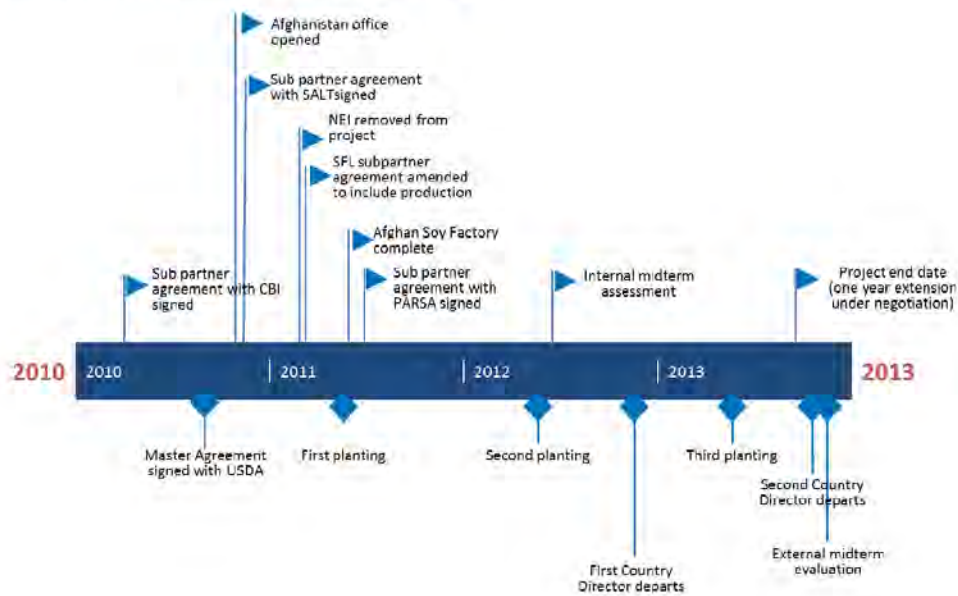 Afghanistan office
opened
Sub partner agreement
with SALTsigned
NEI removed from
project
SFL subpartner
agreement amended
to include production
Afghan Soy Factory
complete
Sub partner
agreement with CBI
signed
Sub partner
agreement with
PARSA signed
Internal midterm
assessment
Project end date
(one year extension
under negotiation)
2010
2010
2011
2012
2013
2013
Master Agreement
signed with USDA
First planting
Second planting
Third planting
Second Country
Director departs
First Country
Director departs
External midterm
evaluation